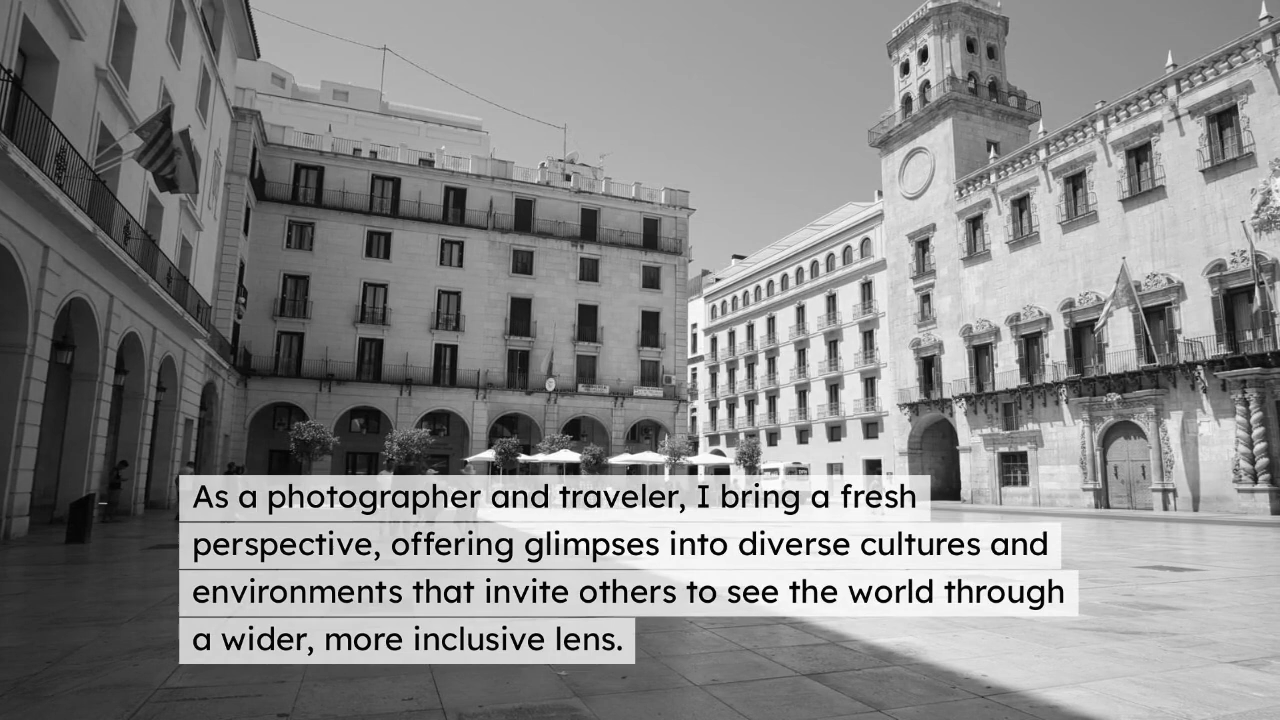 As a photographer and traveler, I bring a fresh
perspective, offering glimpses into diverse cultures and
environments that invite others to see the world through
a wider, more inclusive lens.